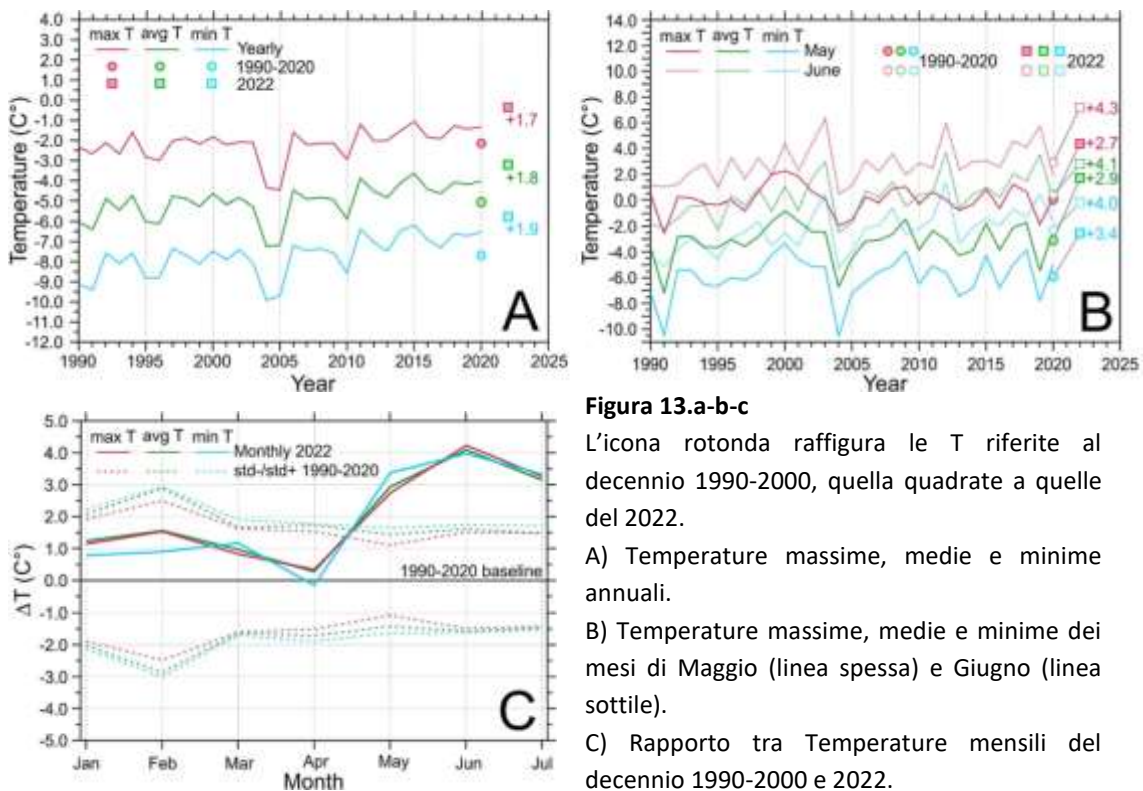 4.0
3.0
2.0
1.0
0.0
-1.0
-2.0
-3.0
-4.0
-5.0
-6.0
-7.0
-8.0
-9.0
-10.0
-11.0
-12.0
Temperature (C°)
max T avg T min T
Yearly
1990-2020
2022
+1.7
+1.8
+1.9
A
1990 1995 2000 2005 2010 2015 2020 2025
Year
14.0
12.0
10.0
8.0
6.0
4.0
2.0
0.0
-2.0
-4.0
-6.0
-8.0
-10.0
Temperature (C°)
max T avg T min T
May
June
1990-2020
2022
+4.3
+2.7
+4.1
+2.9
+4.0
+3.4
B
1990 1995 2000 2005 2010 2015 2020 2025
Year
5.0
4.0
3.0
2.0
1.0
0.0
-1.0
-2.0
-3.0
-4.0
-5.0
ΔT (C°)
max T avg T min T
Monthly 2022
std-/std+ 1990-2020
1990-2020 baseline
C
Jan Feb Mar Apr May Jun Jul
Month
Figura 13.a-b-c
L’icona rotonda raffigura le T riferite al
decennio 1990-2000, quella quadrate a quelle
del 2022.
A) Temperature massime, medie e minime
annuali.
B) Temperature massime, medie e minime dei
mesi di Maggio (linea spessa) e Giugno (linea
sottile).
C) Rapporto tra Temperature mensili del
decennio 1990-2000 e 2022.